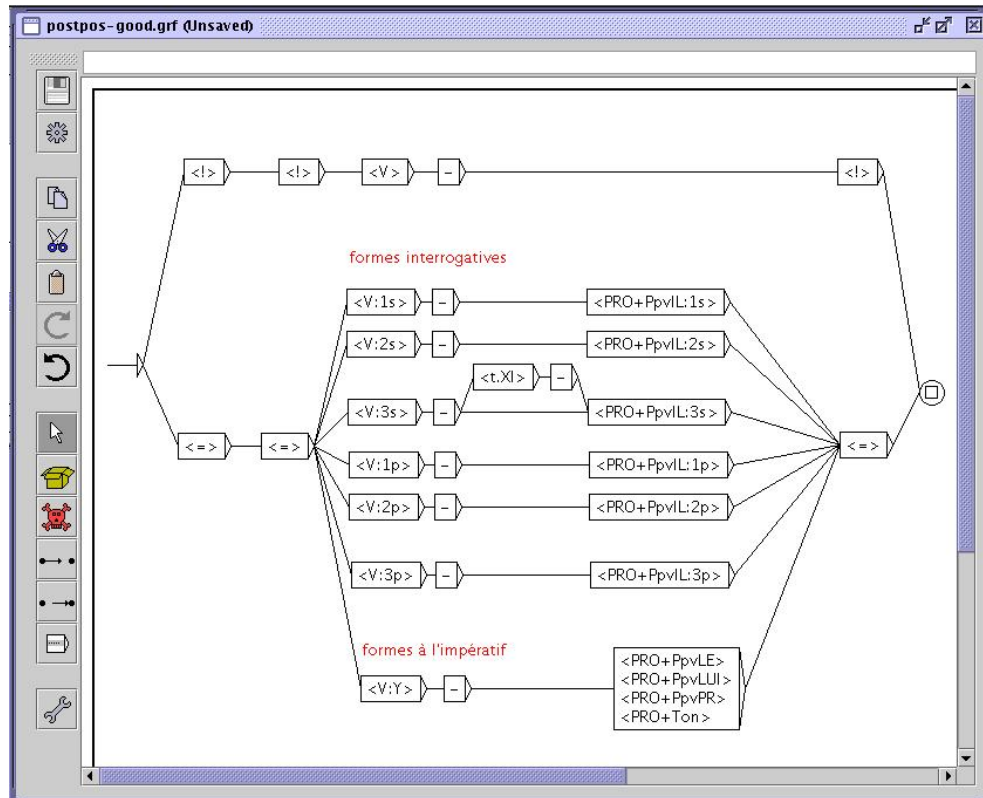 postpos-good.grf (Unsaved)
<!> <!> <V> - <!>
formes interrogatives
<V:1s> - <PRO+PpvIL:1s>
<V:2s> - <PRO+PpvIL:2s>
<t.XI> -
<V:3s> - <PRO+PpvIL:3s>
<=> <=> <=>
<V:1p> - <PRO+PpvIL:1p>
<V:2p> - <PRO+PpvIL:2p>
<V:3p> - <PRO+PpvIL:3p>
formes à l'impératif
<PRO+PpvLE>
<PRO+PpvLUI>
<V:Y> - <PRO+PpvPR>
<PRO+Ton>